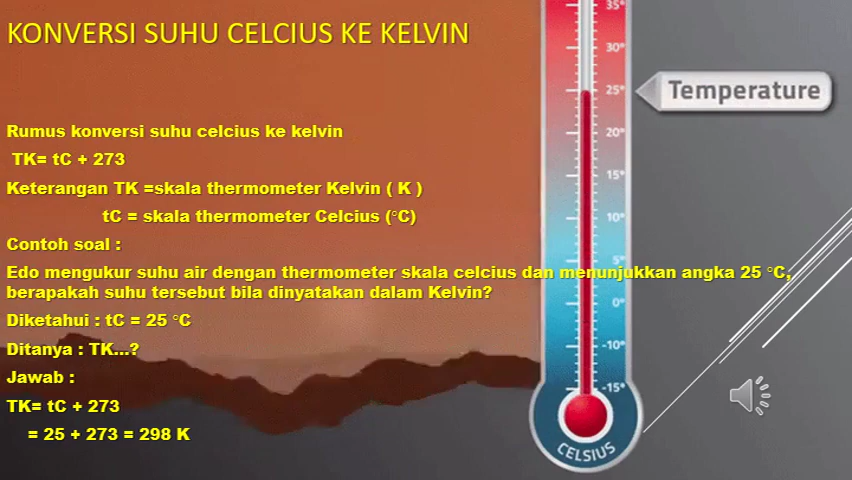 KONVERSI SUHU CELCIUS KE KELVIN
Rumus konversi suhu celcius ke kelvin
TK= tC + 273
Keterangan TK =skala thermometer Kelvin ( K )
tC = skala thermometer Celcius (°C)
Contoh soal :
Edo mengukur suhu air dengan thermometer skala celcius dan menunjukkan angka 25 °C,
berapakah suhu tersebut bila dinyatakan dalam Kelvin?
Diketahui : tC = 25 °C
Ditanya : TK...?
Jawab :
TK= tC + 273
= 25 + 273 = 298 K
35°
30°
25°
Temperature
20°
15°
10°
5°
0°
-10°
-15°
CELSIUS